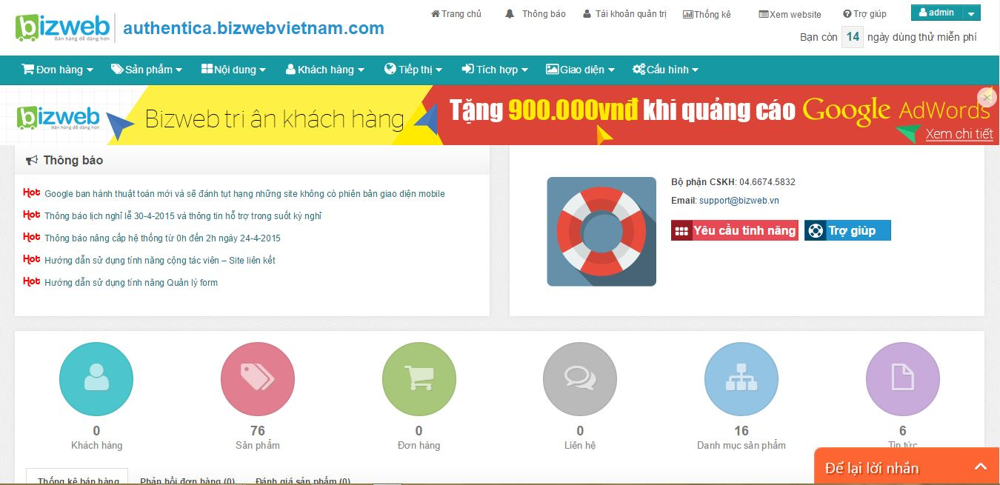 bizweb
Bán hàng dễ dàng hơn
authentica.bizwebvietnam.com
Trang chủ Thông báo Tài khoản quản trị Thống kê Xem website Trợ giúp admin
Bạn còn 14 ngày dùng thử miễn phí
Đơn hàng Sản phẩm Nội dung Khách hàng Tiếp thị Tích hợp Giao diện Cấu hình
bizweb
Bán hàng dễ dàng hơn
Bizweb tri ân khách hàng
Tặng 900.000vnđ khi quảng cáo Google AdWords
Xem chi tiết
Thông báo
Hot Google ban hành thuật toán mới và sẽ đánh tụt hạng những site không có phiên bản giao diện mobile
Hot Thông báo lịch nghỉ lễ 30-4-2015 và thông tin hỗ trợ trong suốt kỳ nghỉ
Hot Thông báo nâng cấp hệ thống từ 0h đến 2h ngày 24-4-2015
Hot Hướng dẫn sử dụng tính năng cộng tác viên – Site liên kết
Hot Hướng dẫn sử dụng tính năng Quản lý form
Bộ phận CSKH: 04.6674.5832
Email: support@bizweb.vn
Yêu cầu tính năng Trợ giúp
0 76 0 0 16 6
Khách hàng Sản phẩm Đơn hàng Liên hệ Danh mục sản phẩm Tin tức
Để lại lời nhắn
Thống kê bán hàng Phản hồi đơn hàng (0) Đánh giá sản phẩm (0)